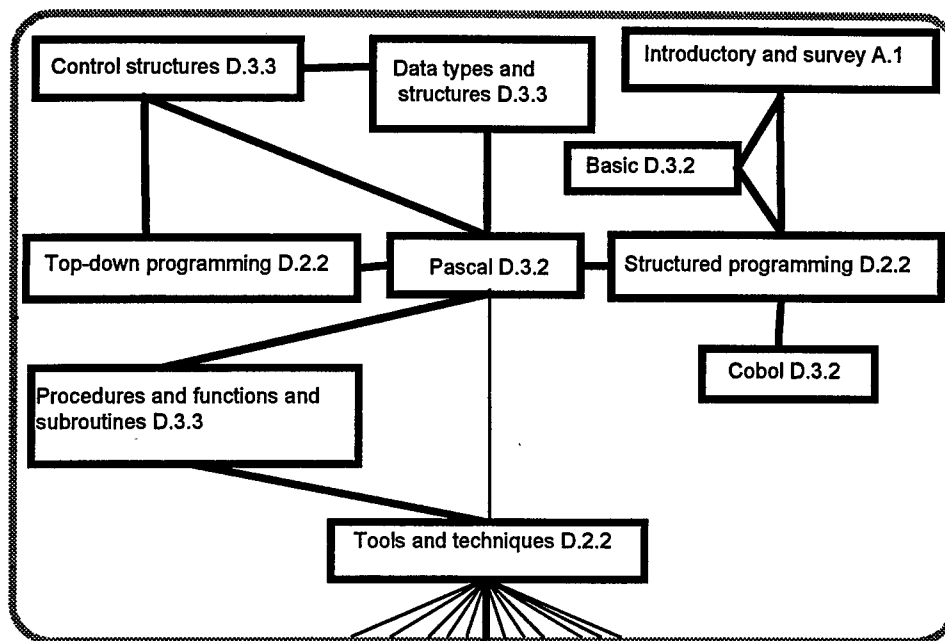 Control structures D.3.3
Data types and
structures D.3.3
Introductory and survey A.1
Basic D.3.2
Top-down programming D.2.2
Pascal D.3.2
Structured programming D.2.2
Cobol D.3.2
Procedures and functions and
subroutines D.3.3
Tools and techniques D.2.2